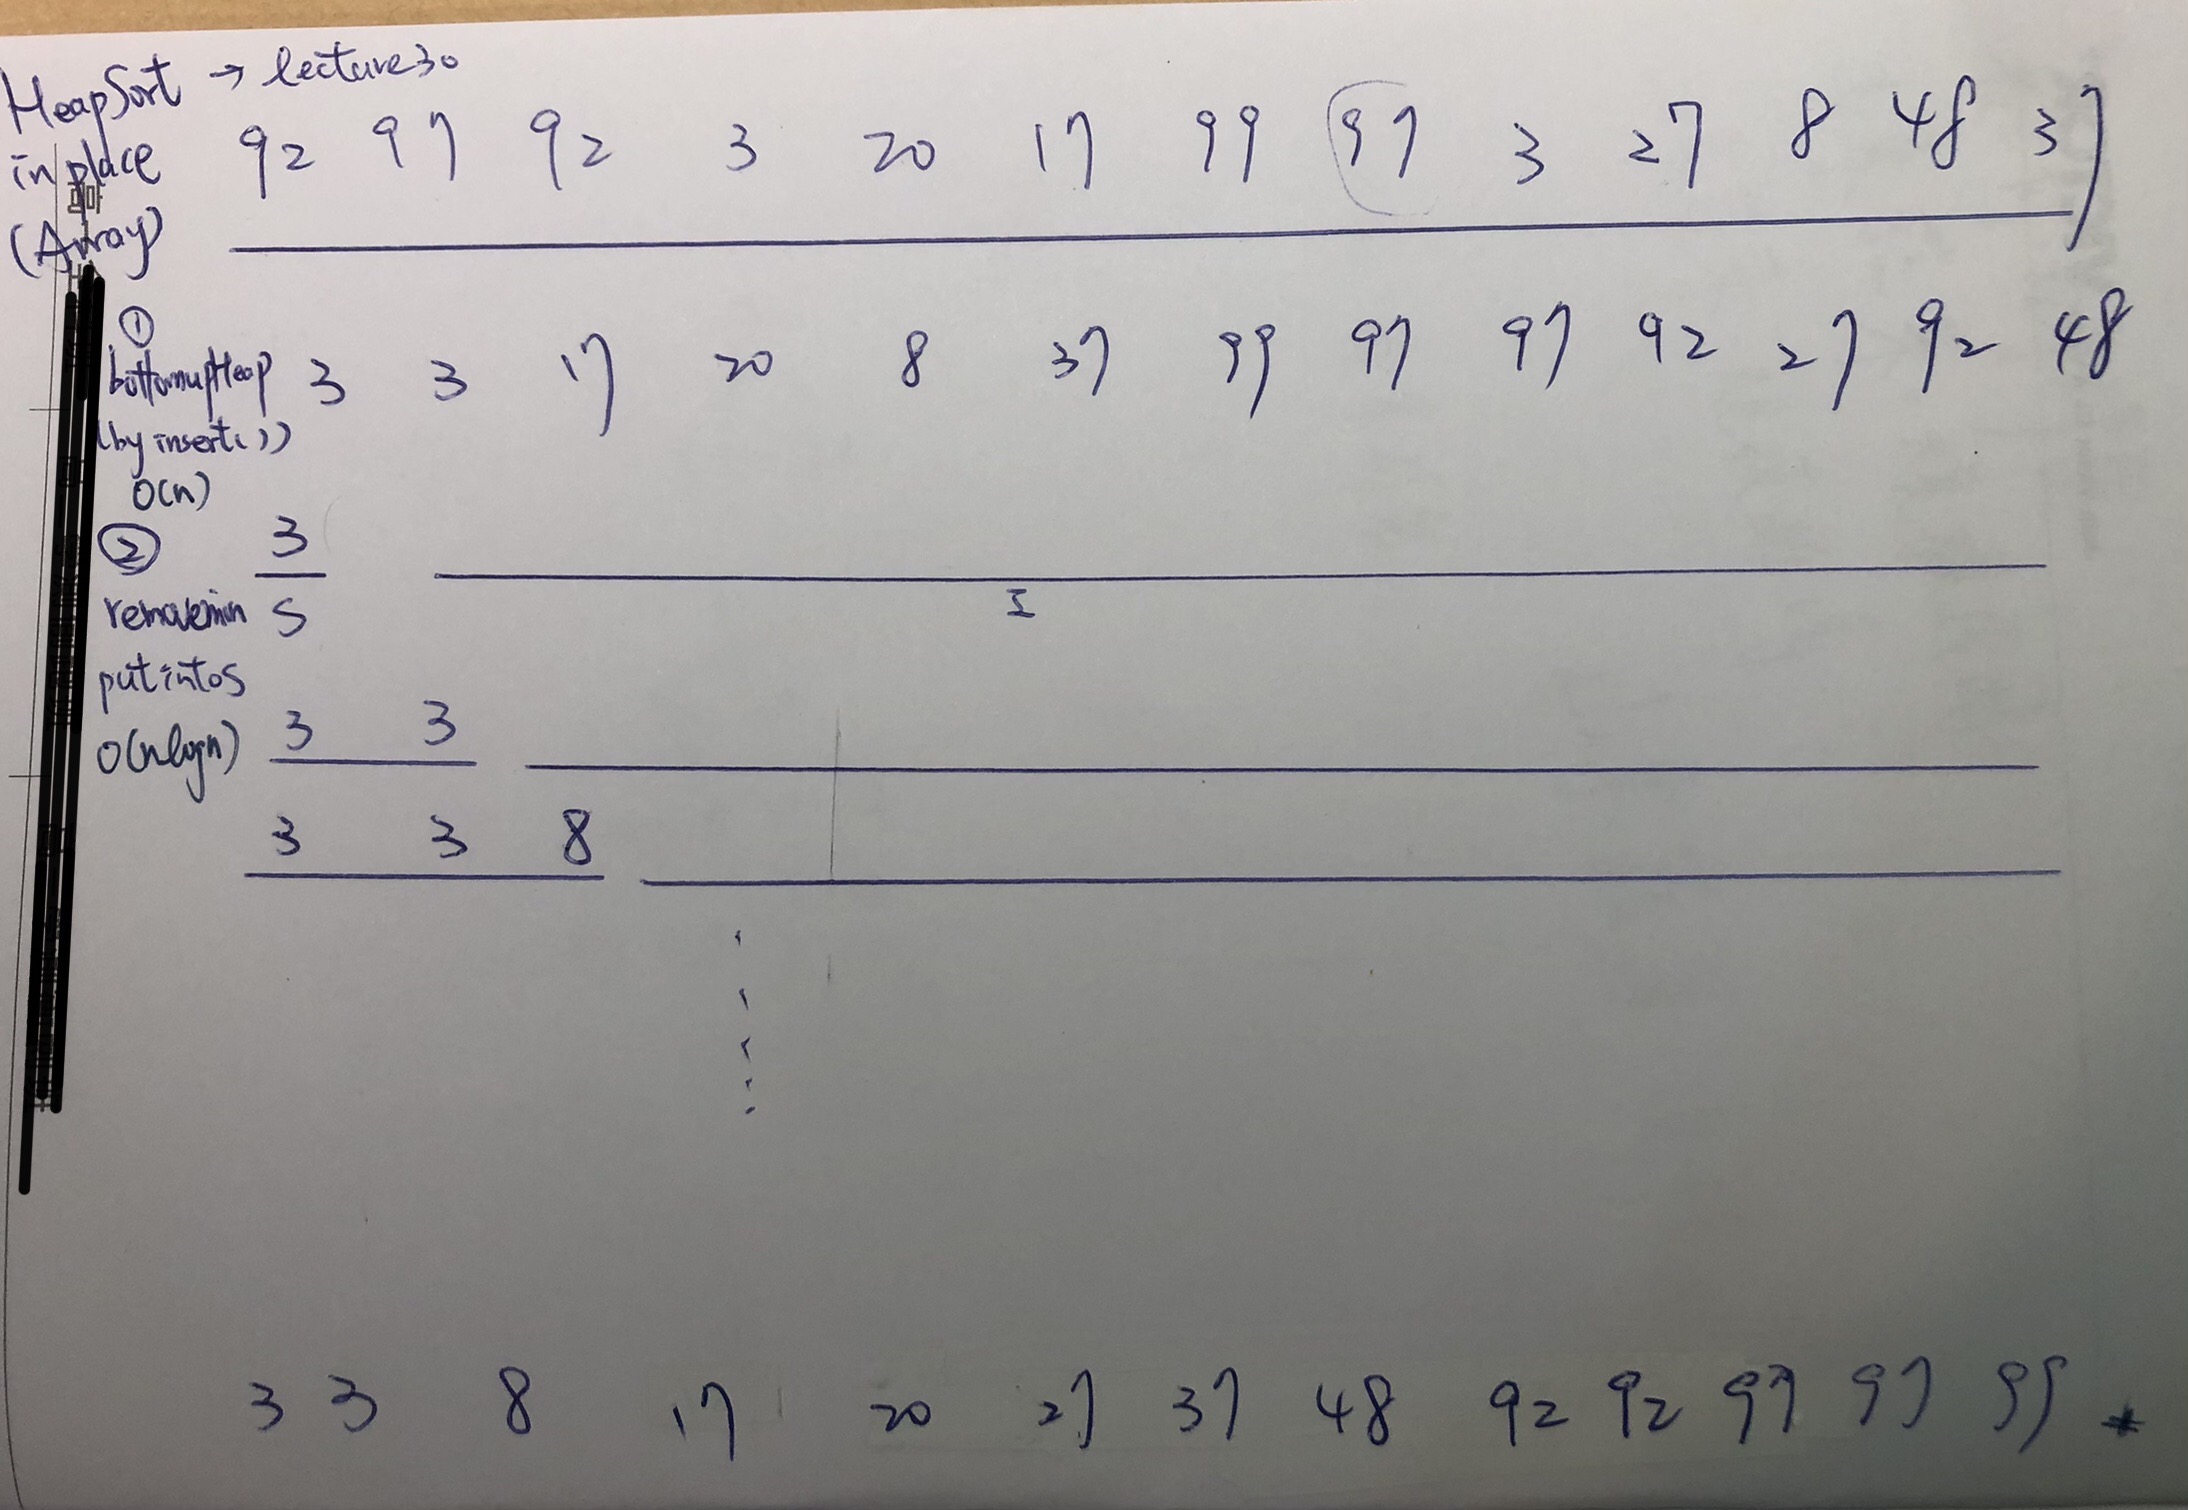 HeapSort → lecture30
in place
(Array)
92 97 92 3 20 17 99 97 3 27 8 48 37
①
bottomupHeap
(by insert())
O(n)
3 3 17 20 8 37 99 97 97 92 27 92 48
②
removemin
put into S
O(nlogn)
3
S I
3 3
3 3 8
3 3 8 17 20 27 37 48 92 92 97 97 99 *